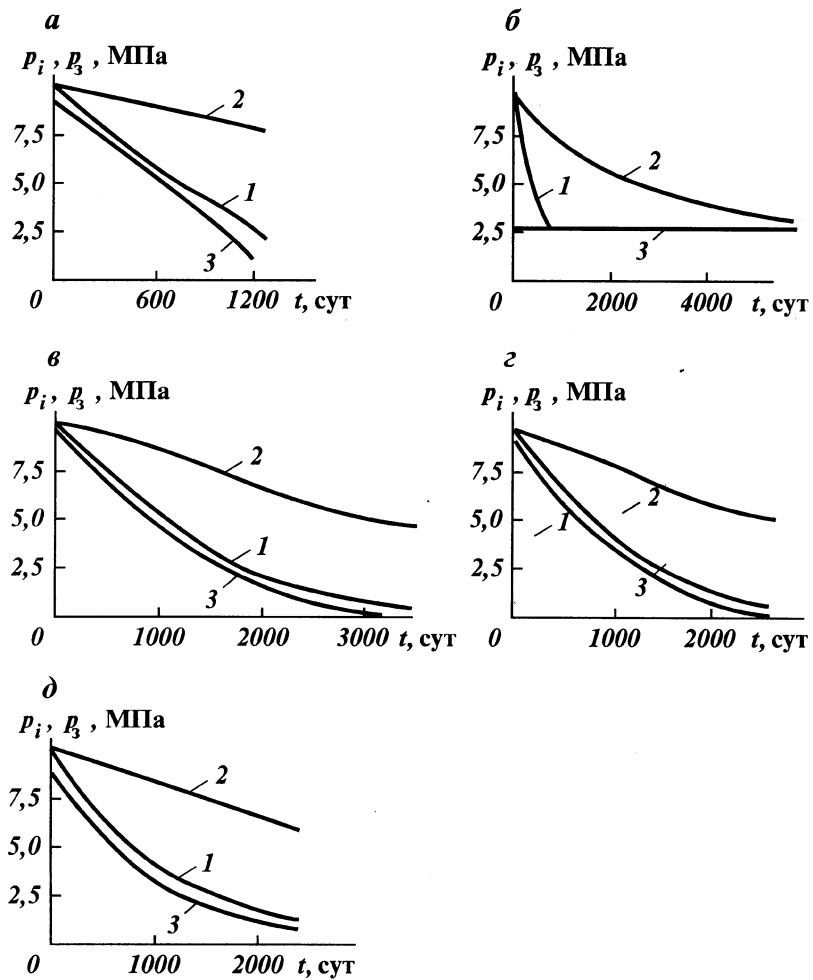 а
p_i, p_з, МПа
7,5
5,0
2,5
0
600
1200 t, сут
2
1
3
б
p_i, p_з, МПа
7,5
5,0
2,5
0
2000
4000
t, сут
2
1
3
в
p_i, p_з, МПа
7,5
5,0
2,5
0
1000
2000
3000 t, сут
2
1
3
г
p_i, p_з, МПа
7,5
5,0
2,5
0
1000
2000
t, сут
2
1
3
д
p_i, p_з, МПа
7,5
5,0
2,5
0
1000
2000
t, сут
2
1
3